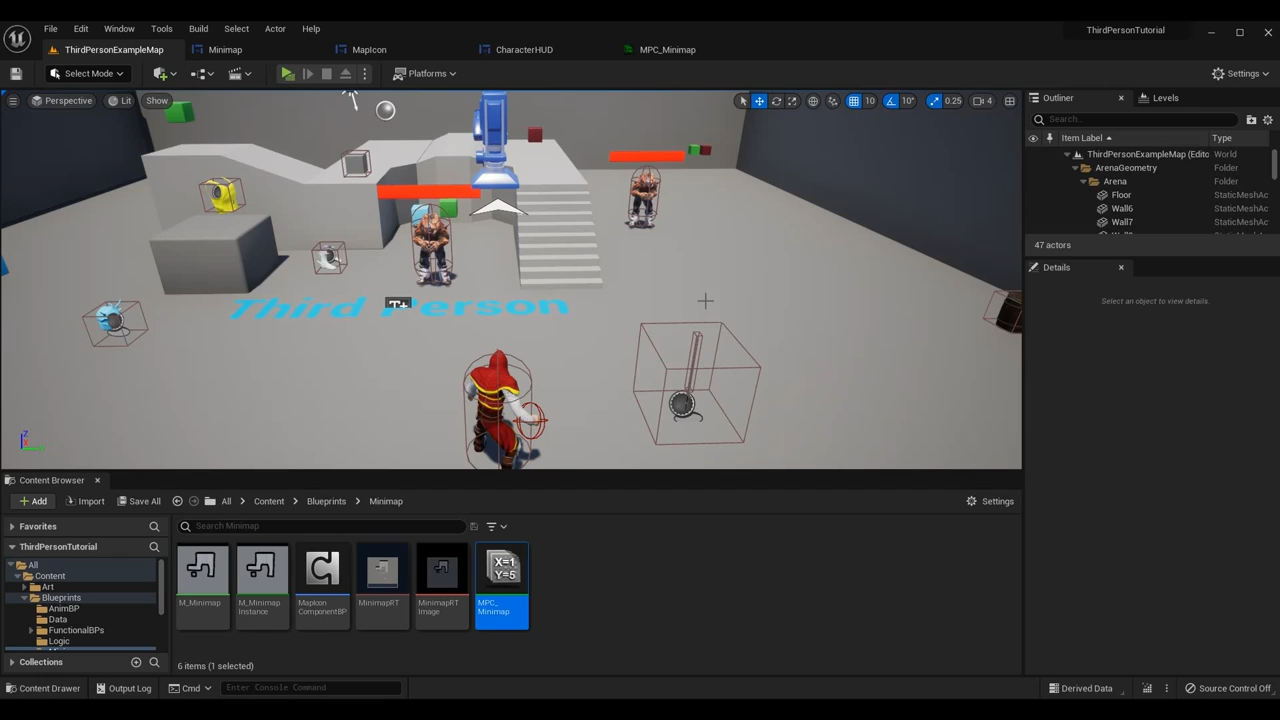 File Edit Window Tools Build Select Actor Help
ThirdPersonTutorial
ThirdPersonExampleMap Minimap MapIcon CharacterHUD MPC_Minimap
Select Mode Platforms Settings
Perspective Lit Show 10 10° 0.25 4
Third Person
T+
Z
X
Outliner Levels
Search...
Item Label Type
ThirdPersonExampleMap (Edito World
ArenaGeometry Folder
Arena Folder
Floor StaticMeshAc
Wall6 StaticMeshAc
Wall7 StaticMeshAc
47 actors
Details
Select an object to view details.
Content Browser
Add Import Save All All Content Blueprints Minimap Settings
Favorites
ThirdPersonTutorial
All
Content
Art
Blueprints
AnimBP
Data
FunctionalBPs
Logic
Collections
Search Minimap
X=1
Y=5
M_Minimap
M_Minimap
Instance
MapIcon
ComponentBP
MinimapRT
MinimapRT
Image
MPC_
Minimap
6 items (1 selected)
Content Drawer Output Log Cmd Enter Console Command Derived Data Source Control Off